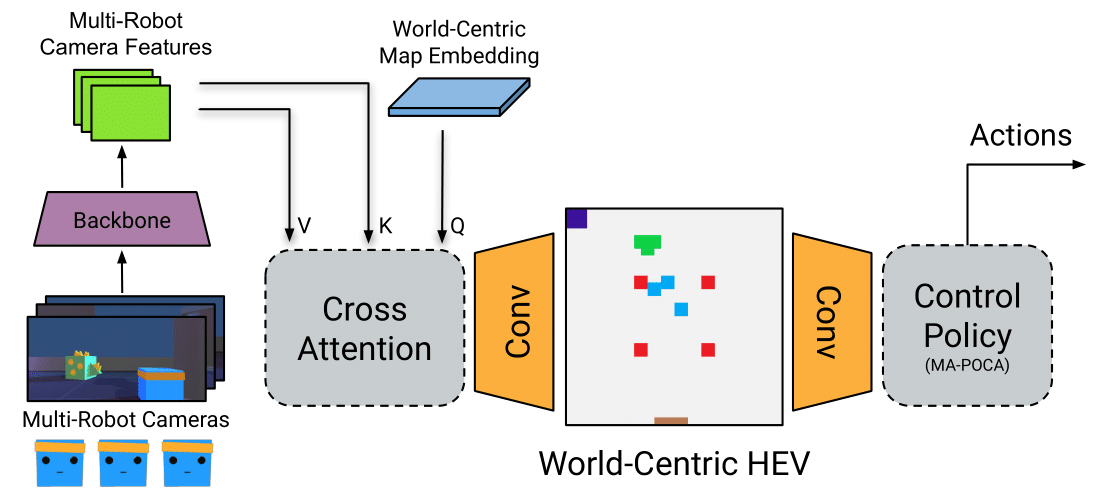 Multi-Robot
Camera Features
World-Centric
Map Embedding
Backbone
V
K
Q
Multi-Robot Cameras
Cross
Attention
Conv
World-Centric HEV
Conv
Control
Policy
(MA-POCA)
Actions